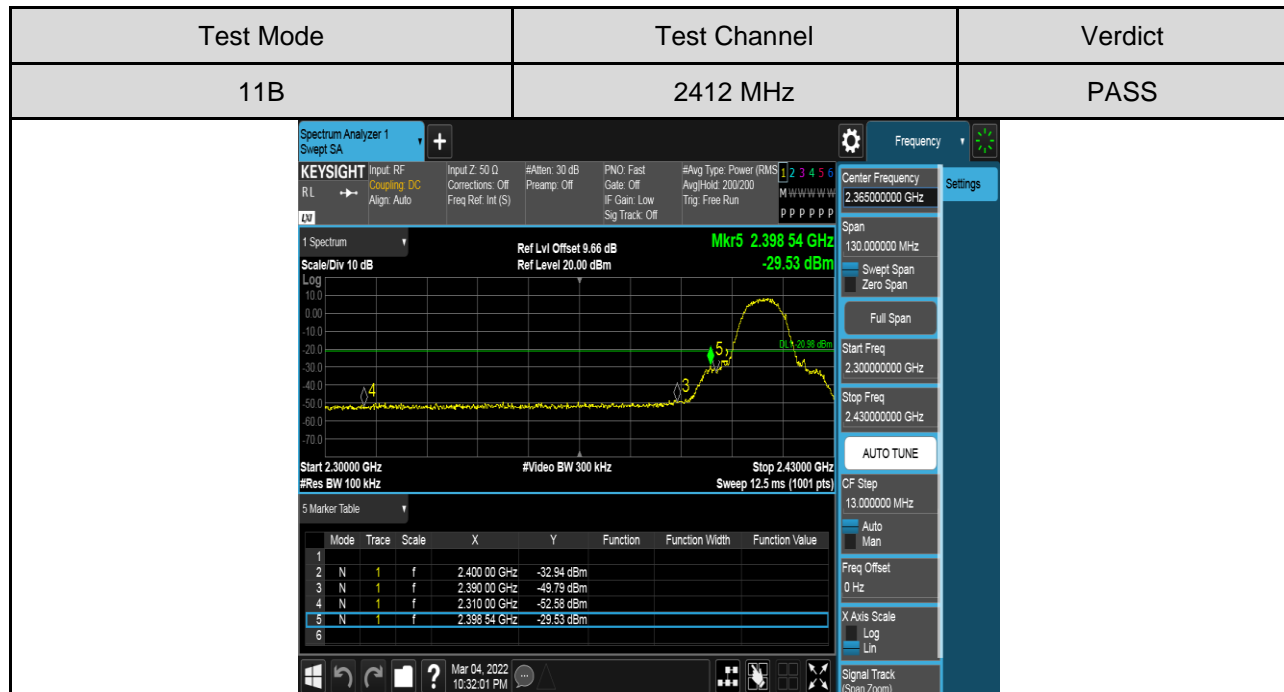 Test Mode Test Channel Verdict
11B 2412 MHz PASS
Spectrum Analyzer 1
Swept SA
+
Frequency
KEYSIGHT
RL
LXI
Input: RF
Coupling: DC
Align: Auto
Input Z: 50 Ω
Corrections: Off
Freq Ref: Int (S)
#Atten: 30 dB
Preamp: Off
PNO: Fast
Gate: Off
IF Gain: Low
Sig Track: Off
#Avg Type: Power (RMS
Avg|Hold: 200/200
Trig: Free Run
1 2 3 4 5 6
M W W W W W
P P P P P P
1 Spectrum
Scale/Div 10 dB
Ref Lvl Offset 9.66 dB
Ref Level 20.00 dBm
Mkr5 2.398 54 GHz
-29.53 dBm
Log
10.0
0.00
-10.0
-20.0
-30.0
-40.0
-50.0
-60.0
-70.0
DL1 -20.98 dBm
5
4
3
Start 2.30000 GHz #Video BW 300 kHz Stop 2.43000 GHz
#Res BW 100 kHz Sweep 12.5 ms (1001 pts)
5 Marker Table
Mode Trace Scale X Y Function Function Width Function Value
1
2 N 1 f 2.400 00 GHz -32.94 dBm
3 N 1 f 2.390 00 GHz -49.79 dBm
4 N 1 f 2.310 00 GHz -52.58 dBm
5 N 1 f 2.398 54 GHz -29.53 dBm
6
?
Mar 04, 2022
10:32:01 PM
Center Frequency
2.365000000 GHz
Settings
Span
130.000000 MHz
Swept Span
Zero Span
Full Span
Start Freq
2.300000000 GHz
Stop Freq
2.430000000 GHz
AUTO TUNE
CF Step
13.000000 MHz
Auto
Man
Freq Offset
0 Hz
X Axis Scale
Log
Lin
Signal Track
(Span Zoom)